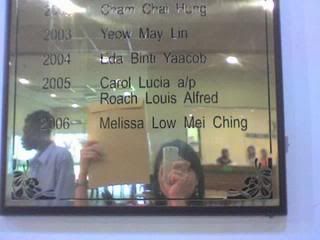 Cham Chai Hung
2003 Yeow May Lin
2004 Eda Binti Yaacob
2005 Carol Lucia a/p
Roach Louis Alfred
2006 Melissa Low Mei Ching